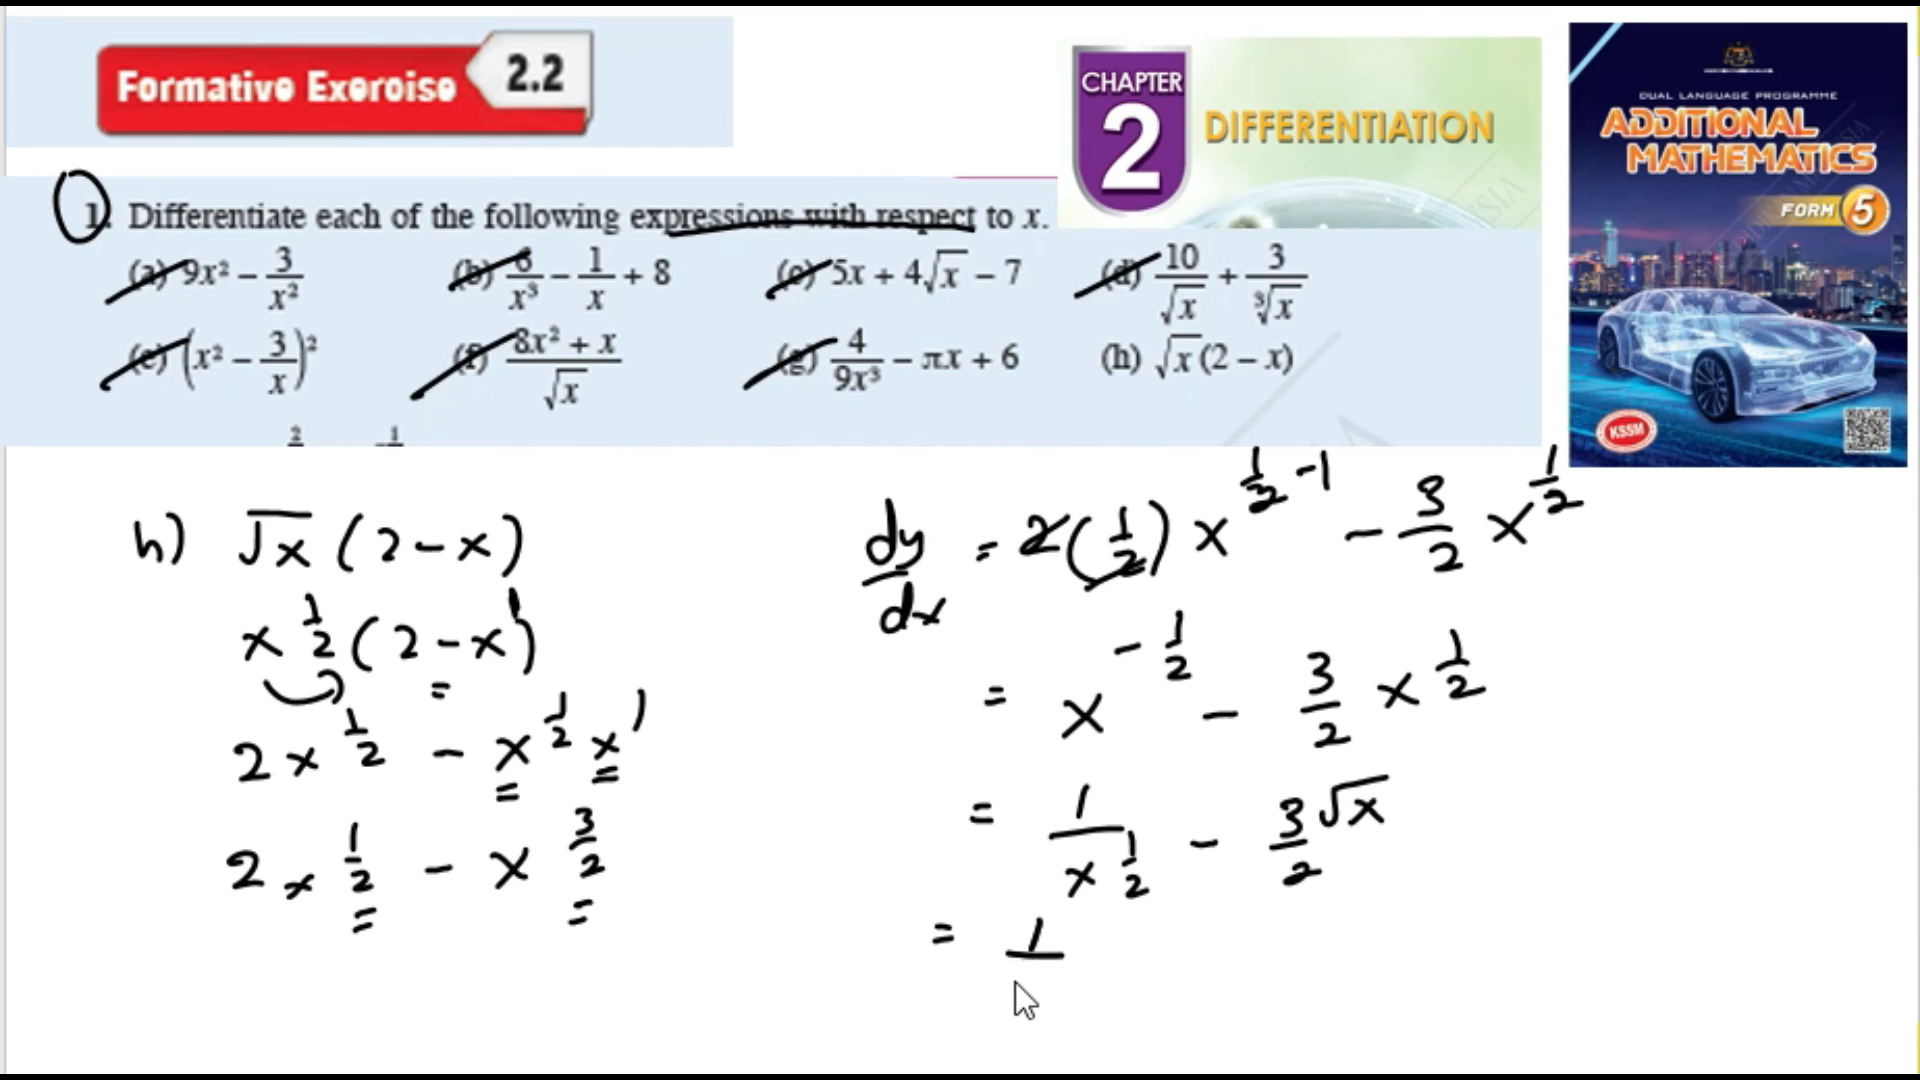 Formative Exercise 2.2
CHAPTER 2 DIFFERENTIATION
DUAL LANGUAGE PROGRAMME
ADDITIONAL
MATHEMATICS
FORM 5
KSSM
1. Differentiate each of the following expressions with respect to x.
(a) 9x² − 3/x² (b) 6/x³ − 1/x + 8 (c) 5x + 4√x − 7 (d) 10/√x + 3/∛x
(e) (x² − 3/x)² (f) (8x² + x)/√x (g) 4/(9x³) − πx + 6 (h) √x(2 − x)
h) √x (2 − x)
x^(1/2) (2 − x^1)
2x^(1/2) − x^(1/2) x^1
2x^(1/2) − x^(3/2)
dy/dx = 2(1/2) x^(1/2 − 1) − 3/2 x^(1/2)
= x^(−1/2) − 3/2 x^(1/2)
= 1/x^(1/2) − 3√x/2
= 1